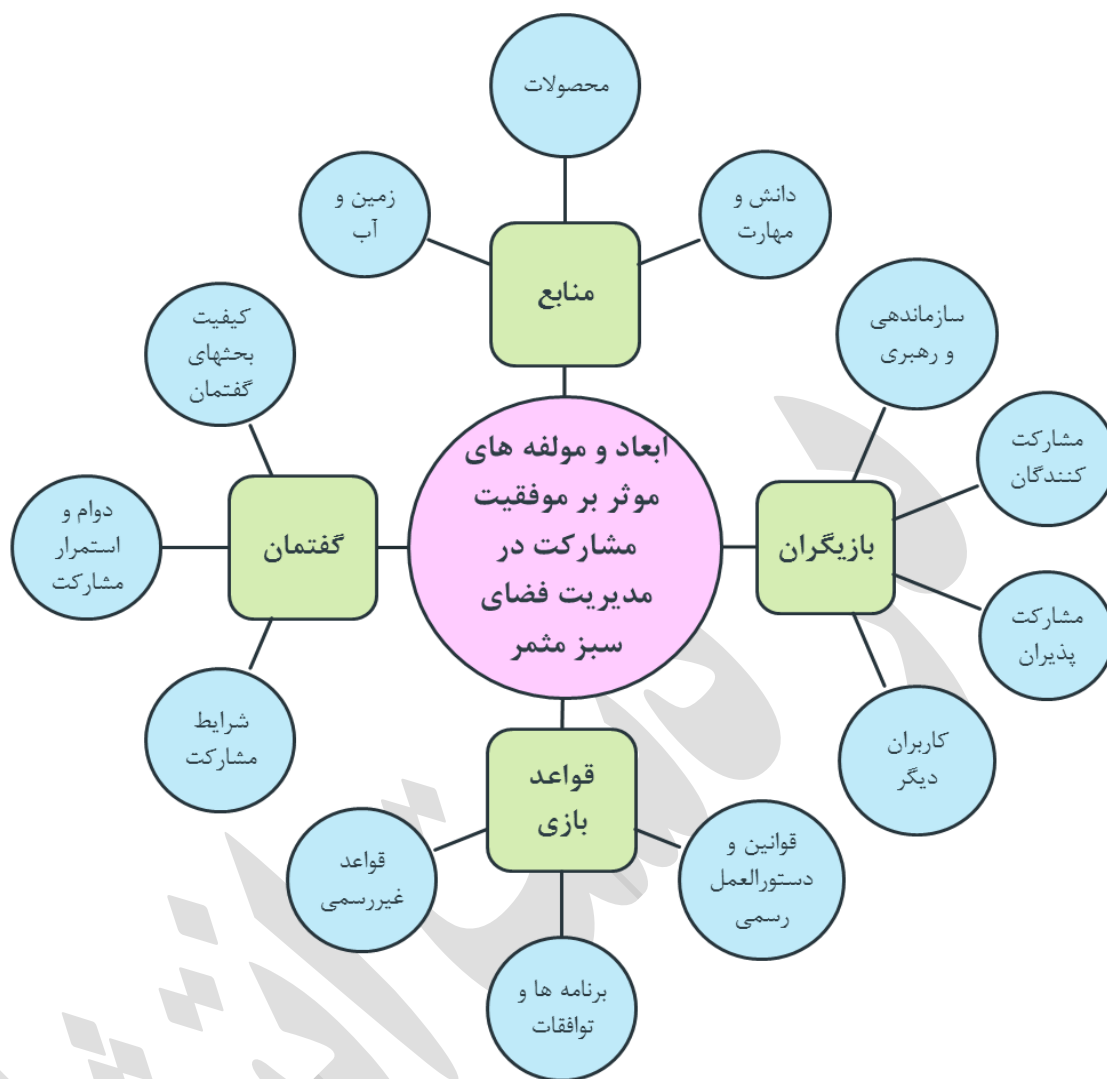 محصولات
دانش و
مهارت
زمین و
آب
منابع
سازماندهی
و رهبری
کیفیت
بحثهای
گفتمان
مشارکت
کنندگان
ابعاد و مولفه های
موثر بر موفقیت
مشارکت در
مدیریت فضای
سبز مثمر
بازیگران
گفتمان
دوام و
استمرار
مشارکت
مشارکت
پذیران
شرایط
مشارکت
کاربران
دیگر
قواعد
بازی
قوانین و
دستورالعمل
رسمی
قواعد
غیررسمی
برنامه ها و
توافقات